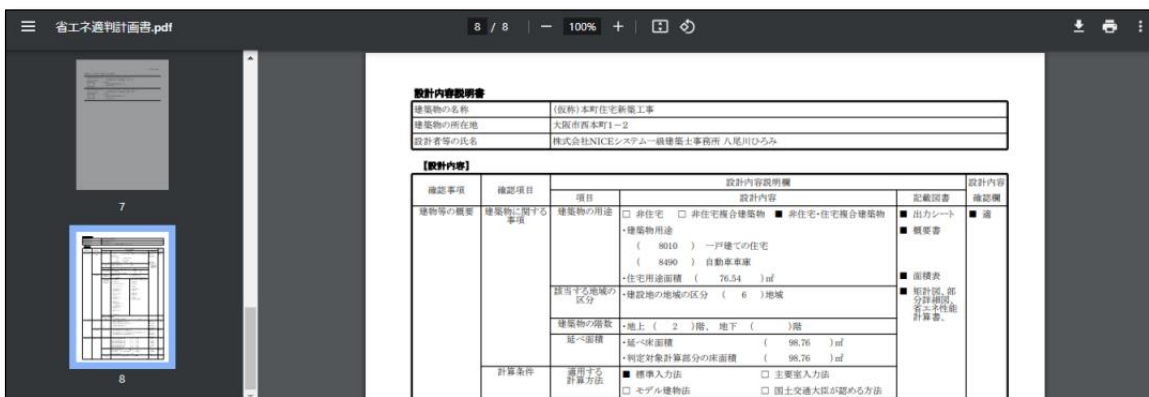 省エネ適判計画書.pdf
8 / 8
100%
7
8
設計内容説明書
建築物の名称 (仮称)本町住宅新築工事
建築物の所在地 大阪市西本町1－2
設計者等の氏名 株式会社NICEシステム一級建築士事務所 八尾川ひろみ
【設計内容】
確認事項 確認項目 設計内容説明欄 設計内容確認欄
項目 設計内容 記載図書
建物等の概要 建築物に関する事項 建築物の用途 □ 非住宅 □ 非住宅複合建築物 ■ 非住宅・住宅複合建築物 ■ 出力シート ■ 適
・建築物用途 ■ 概要書
( 8010 ) 一戸建ての住宅
( 8490 ) 自動車車庫
・住宅用途面積 ( 76.54 )㎡ ■ 面積表
該当する地域の区分 ・建設地の地域の区分 ( 6 )地域 ■ 矩計図、部分詳細図、省エネ性能計算書、
建築物の階数 ・地上 ( 2 )階、地下 ( )階
延べ面積 ・延べ床面積 ( 98.76 )㎡
・判定対象計算部分の床面積 ( 98.76 )㎡
計算条件 適用する計算方法 ■ 標準入力法 □ 主要室入力法
□ モデル建物法 □ 国土交通大臣が認める方法